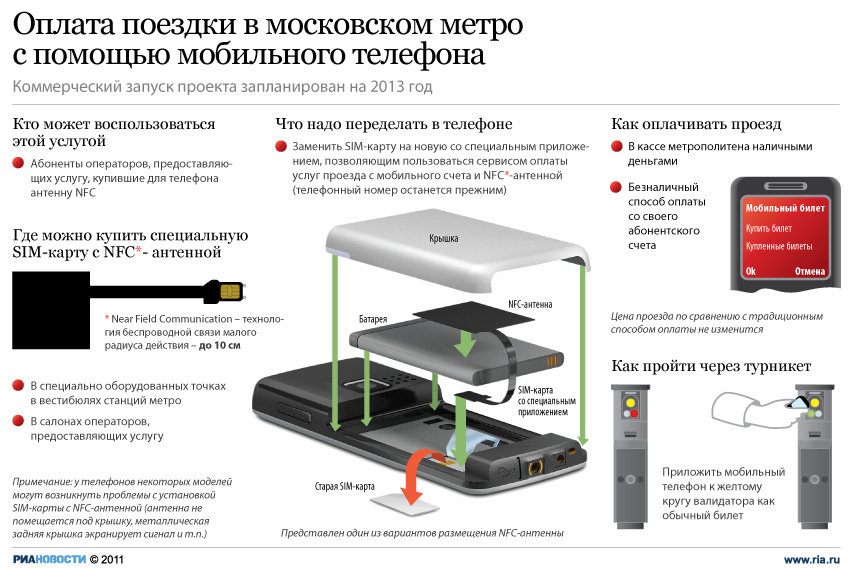 Оплата поездки в московском метро
с помощью мобильного телефона
Коммерческий запуск проекта запланирован на 2013 год
Кто может воспользоваться
этой услугой
Абоненты операторов, предоставляю-
щих услугу, купившие для телефона
антенну NFC
Где можно купить специальную
SIM-карту с NFC*- антенной
* Near Field Communication – техноло-
гия беспроводной связи малого
радиуса действия – до 10 см
В специально оборудованных точках
в вестибюлях станций метро
В салонах операторов,
предоставляющих услугу
Примечание: у телефонов некоторых моделей
могут возникнуть проблемы с установкой
SIM-карты с NFC-антенной (антенна не
помещается под крышку, металлическая
задняя крышка экранирует сигнал и т.п.)
Что надо переделать в телефоне
Заменить SIM-карту на новую со специальным приложе-
нием, позволяющим пользоваться сервисом оплаты
услуг проезда с мобильного счета и NFC*-антенной
(телефонный номер останется прежним)
Крышка
NFC-антенна
Батарея
SIM-карта
со специальным
приложением
Старая SIM-карта
Представлен один из вариантов размещения NFC-антенны
Как оплачивать проезд
В кассе метрополитена наличными
деньгами
Безналичный
способ оплаты
со своего
абонентского
счета
Мобильный билет
Купить билет
Купленные билеты
Ok Отмена
Цена проезда по сравнению с традиционным
способом оплаты не изменится
Как пройти через турникет
Приложить мобильный
телефон к желтому
кругу валидатора как
обычный билет
РИАНОВОСТИ © 2011
www.ria.ru